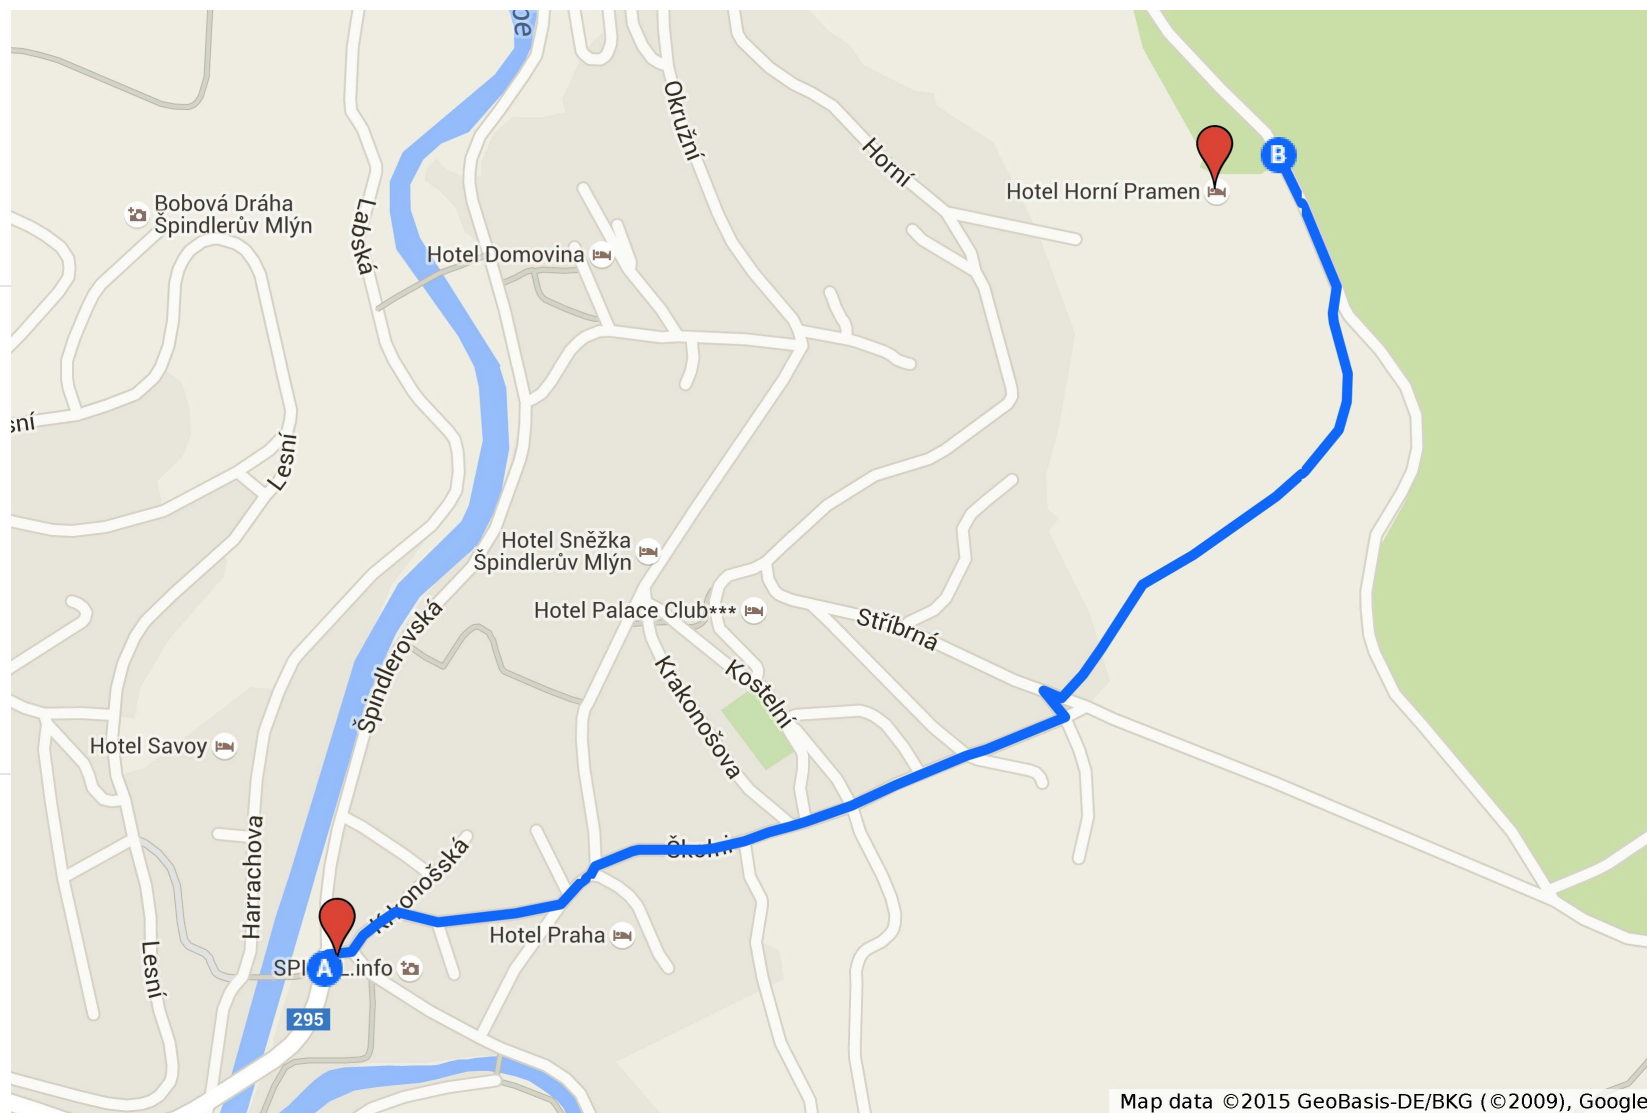 Okružní
Horní
B
Hotel Horní Pramen
Bobová Dráha
Špindlerův Mlýn
Labská
Hotel Domovina
Lesní
Hotel Sněžka
Špindlerův Mlýn
Hotel Palace Club***
Stříbrná
Špindlerovská
Krakonošova
Kostelní
Hotel Savoy
Harrachova
Krkonošská
Školní
Hotel Praha
Lesní
A
.info
295
Map data ©2015 GeoBasis-DE/BKG (©2009), Google